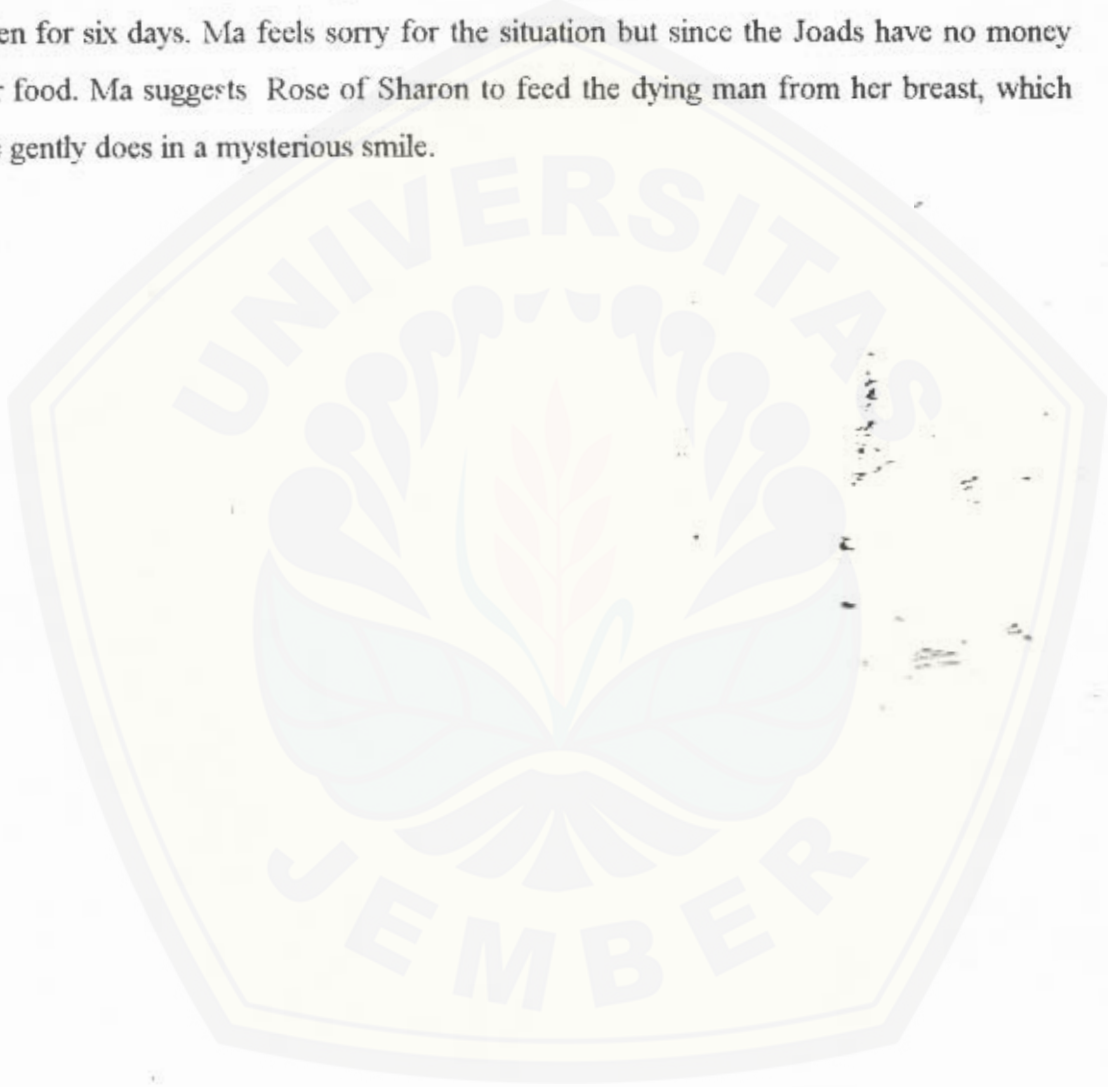 en for six days. Ma feels sorry for the situation but since the Joads have no money
food. Ma suggests Rose of Sharon to feed the dying man from her breast, which
gently does in a mysterious smile.
UNIVERSITAS
JEMBER